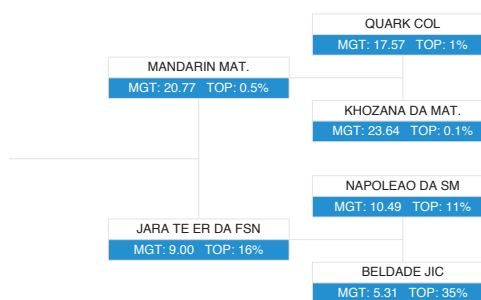 QUARK COL
MGT: 17.57 TOP: 1%
MANDARIN MAT.
MGT: 20.77 TOP: 0.5%
KHOZANA DA MAT.
MGT: 23.64 TOP: 0.1%
NAPOLEAO DA SM
MGT: 10.49 TOP: 11%
JARA TE ER DA FSN
MGT: 9.00 TOP: 16%
BELDADE JIC
MGT: 5.31 TOP: 35%